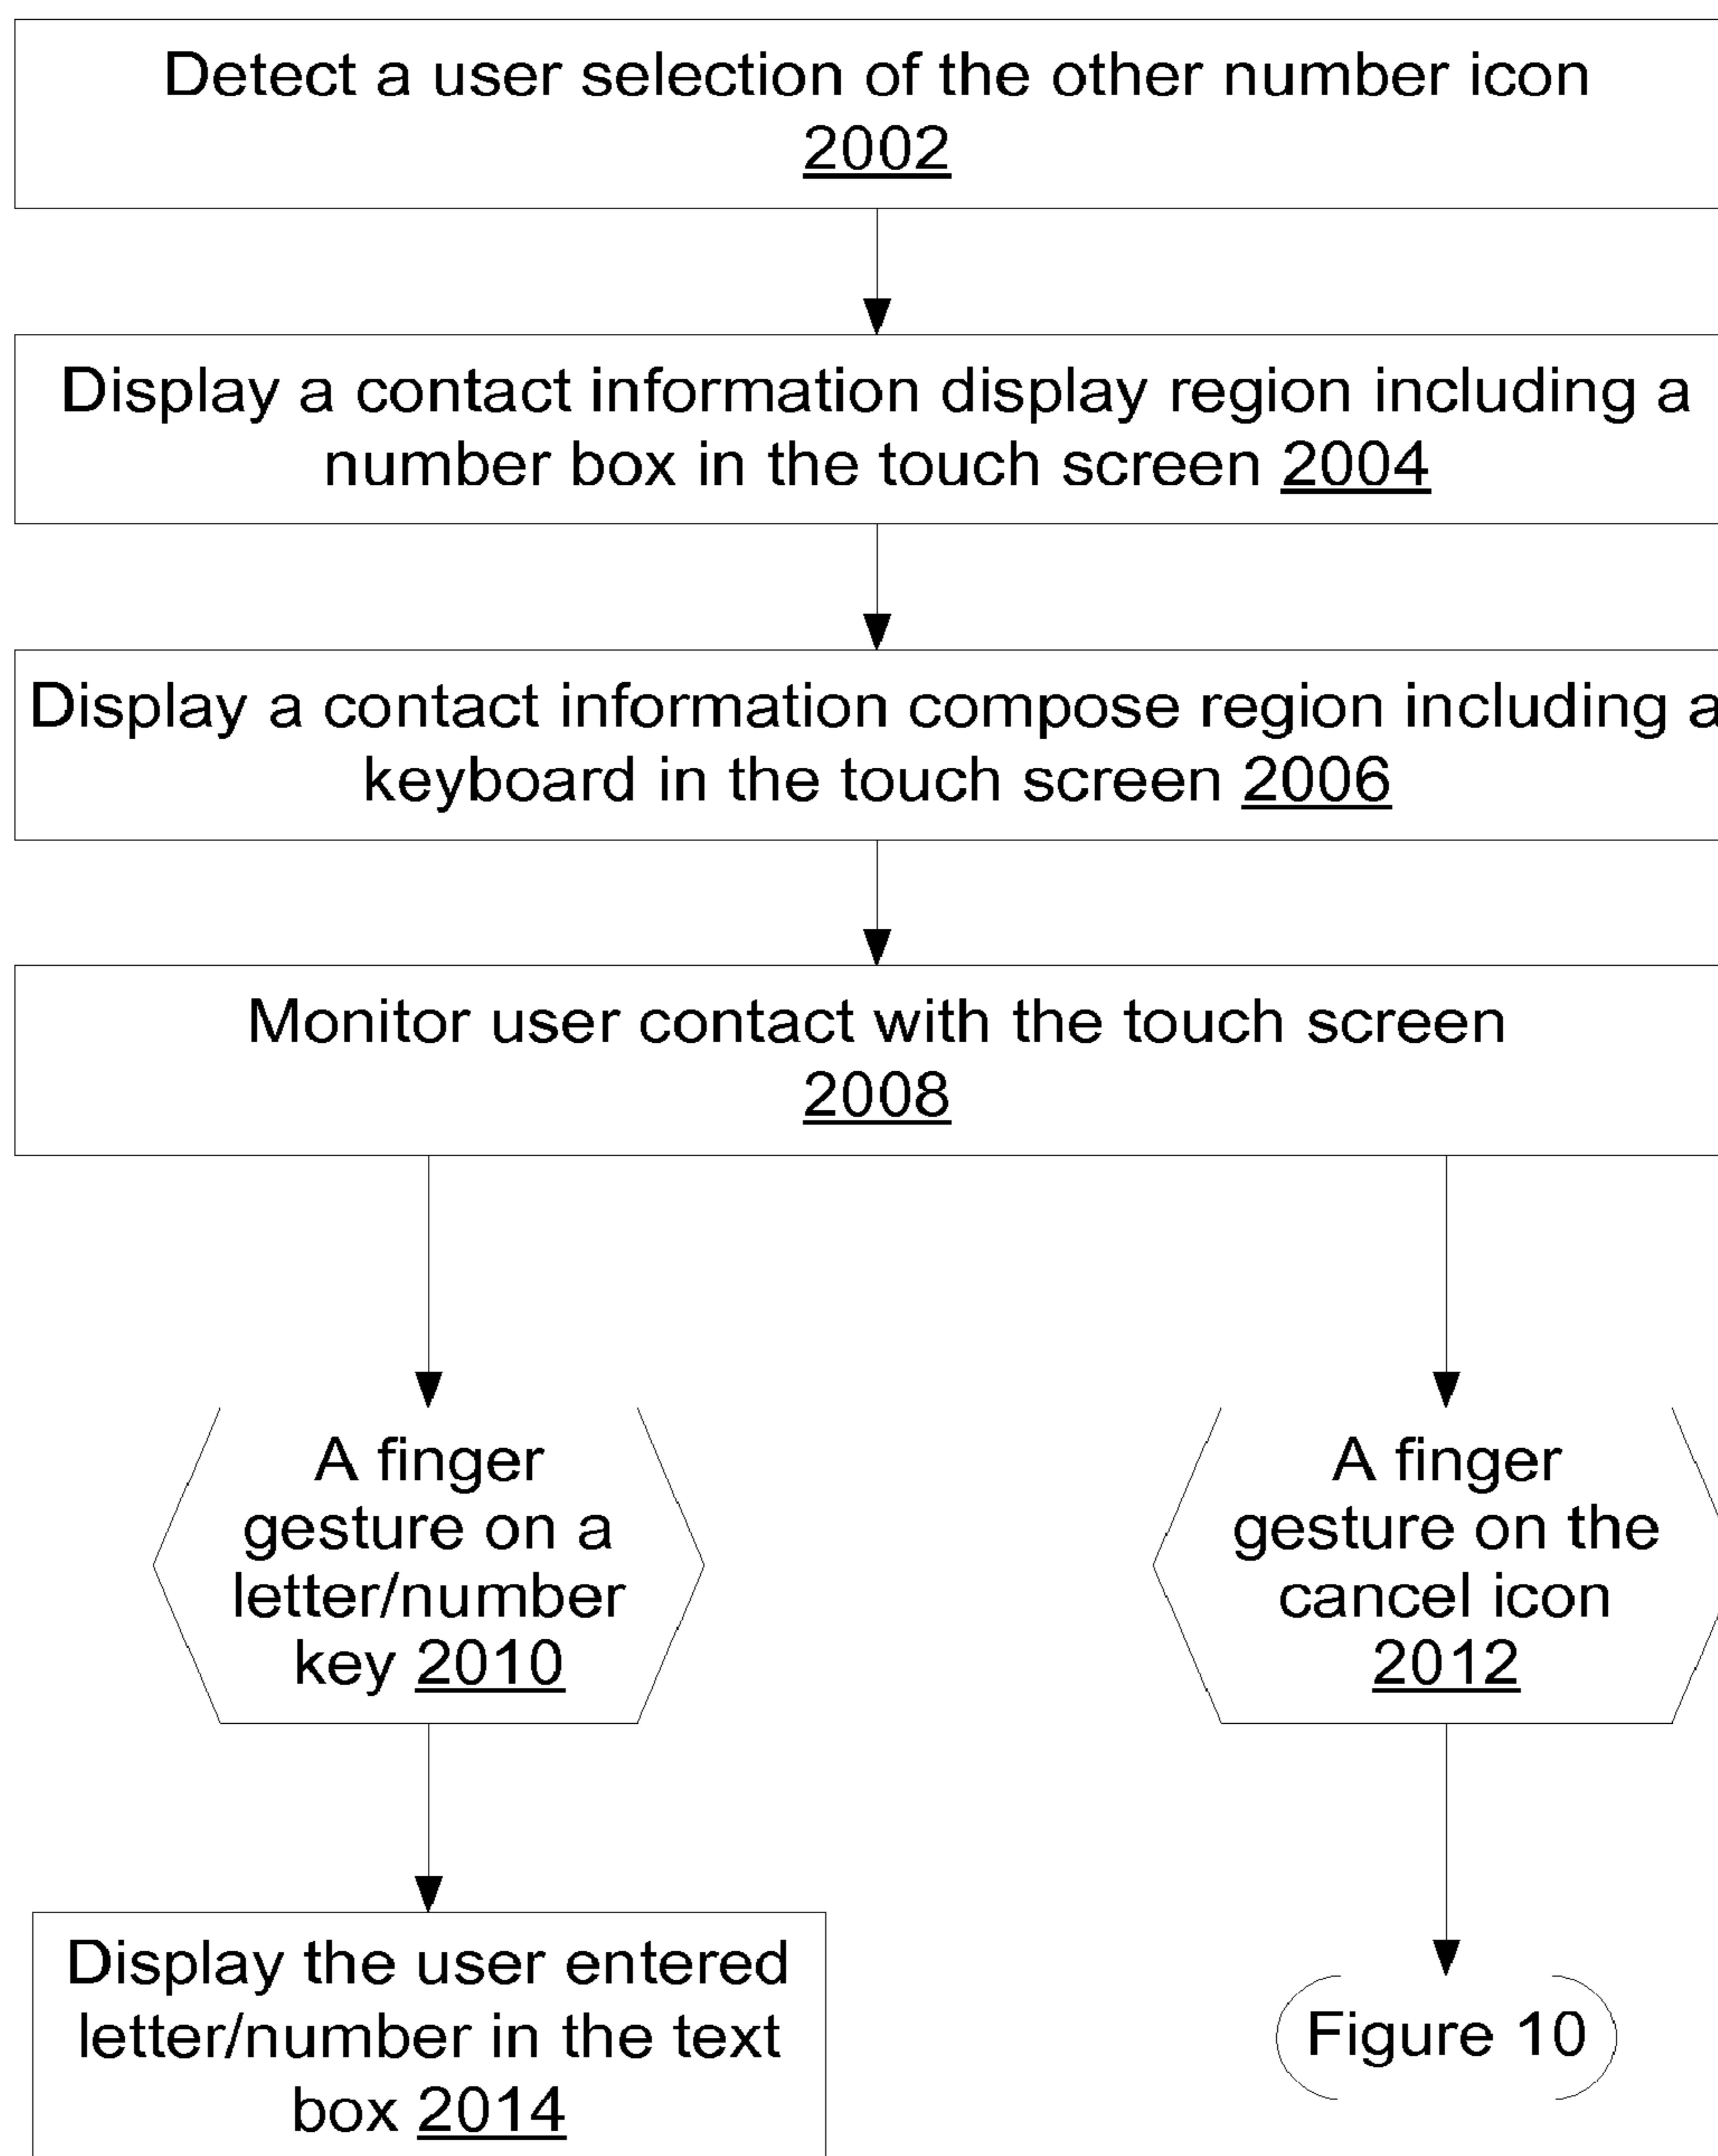 Detect a user selection of the other number icon
2002
Display a contact information display region including a
number box in the touch screen 2004
Display a contact information compose region including a
keyboard in the touch screen 2006
Monitor user contact with the touch screen
2008
A finger
gesture on a
letter/number
key 2010
A finger
gesture on the
cancel icon
2012
Display the user entered
letter/number in the text
box 2014
Figure 10